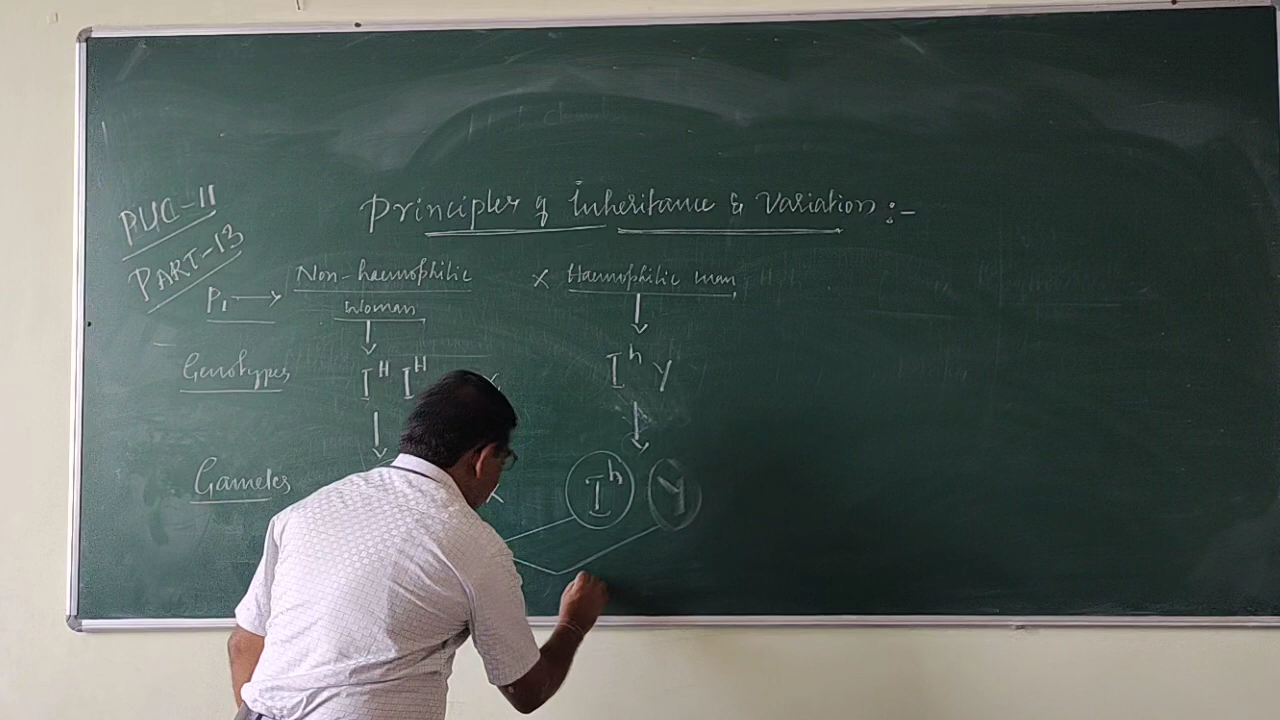 PUC-II
PART-13
Principles of Inheritance & Variation :-
P₁ → Non-haemophilic woman × Haemophilic man
Genotypes I^H I^H × I^h Y
Gametes × I^h Y